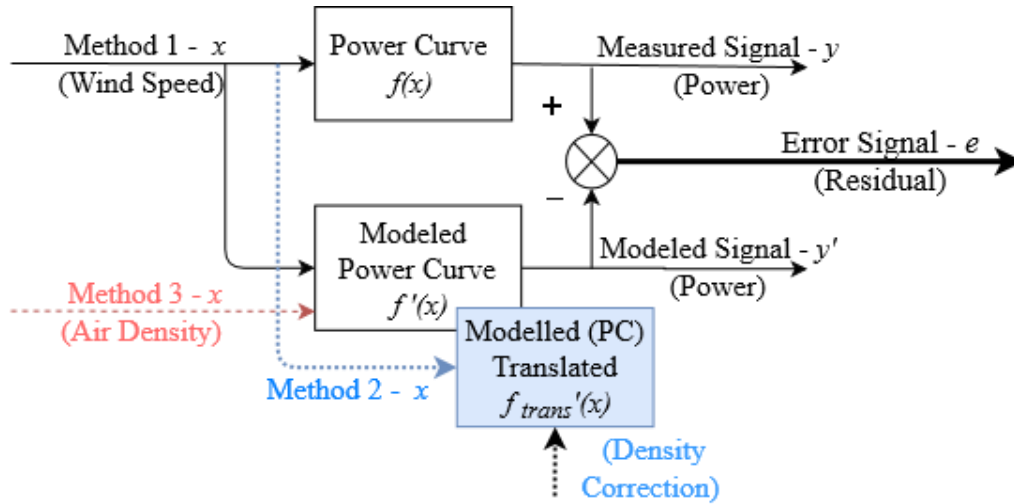 Method 1 - x
(Wind Speed)
Power Curve
f(x)
Measured Signal - y
(Power)
+
Error Signal - e
(Residual)
−
Modeled
Power Curve
f'(x)
Modeled Signal - y'
(Power)
Method 3 - x
(Air Density)
Modelled (PC)
Translated
f trans'(x)
Method 2 - x
(Density
Correction)